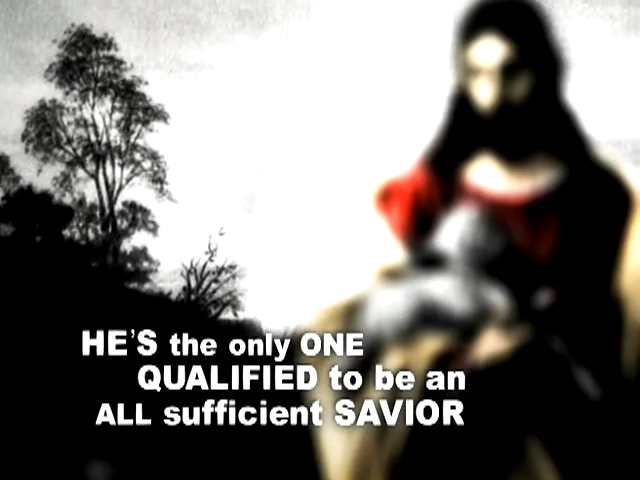 HE'S the only ONE
QUALIFIED to be an
ALL sufficient SAVIOR